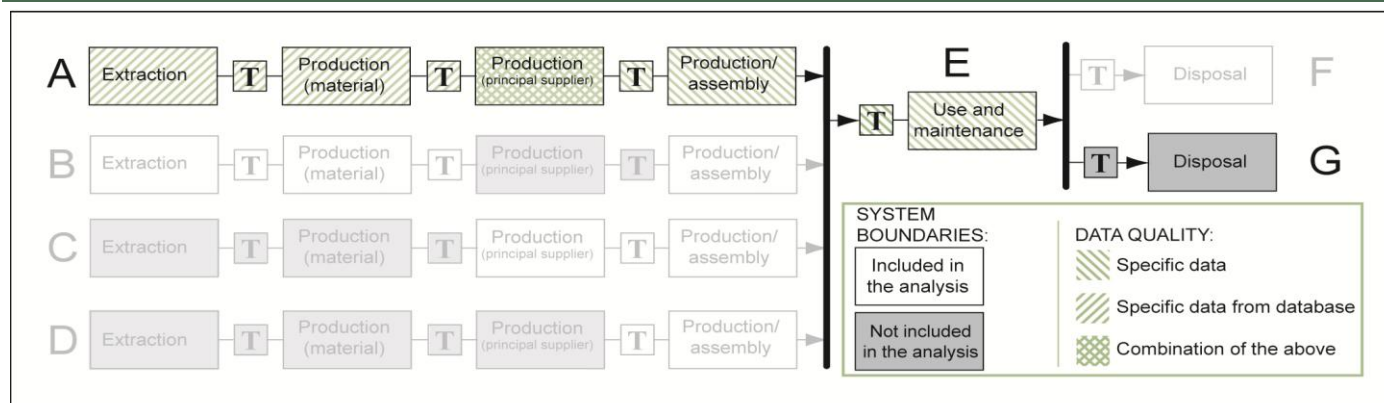 A
Extraction
T
Production
(material)
T
Production
(principal supplier)
T
Production/
assembly
B
Extraction
T
Production
(material)
T
Production
(principal supplier)
T
Production/
assembly
C
Extraction
T
Production
(material)
T
Production
(principal supplier)
T
Production/
assembly
D
Extraction
T
Production
(material)
T
Production
(principal supplier)
T
Production/
assembly
E
T
Use and
maintenance
T
Disposal
F
T
Disposal
G
SYSTEM
BOUNDARIES:
Included in
the analysis
Not included
in the analysis
DATA QUALITY:
Specific data
Specific data from database
Combination of the above